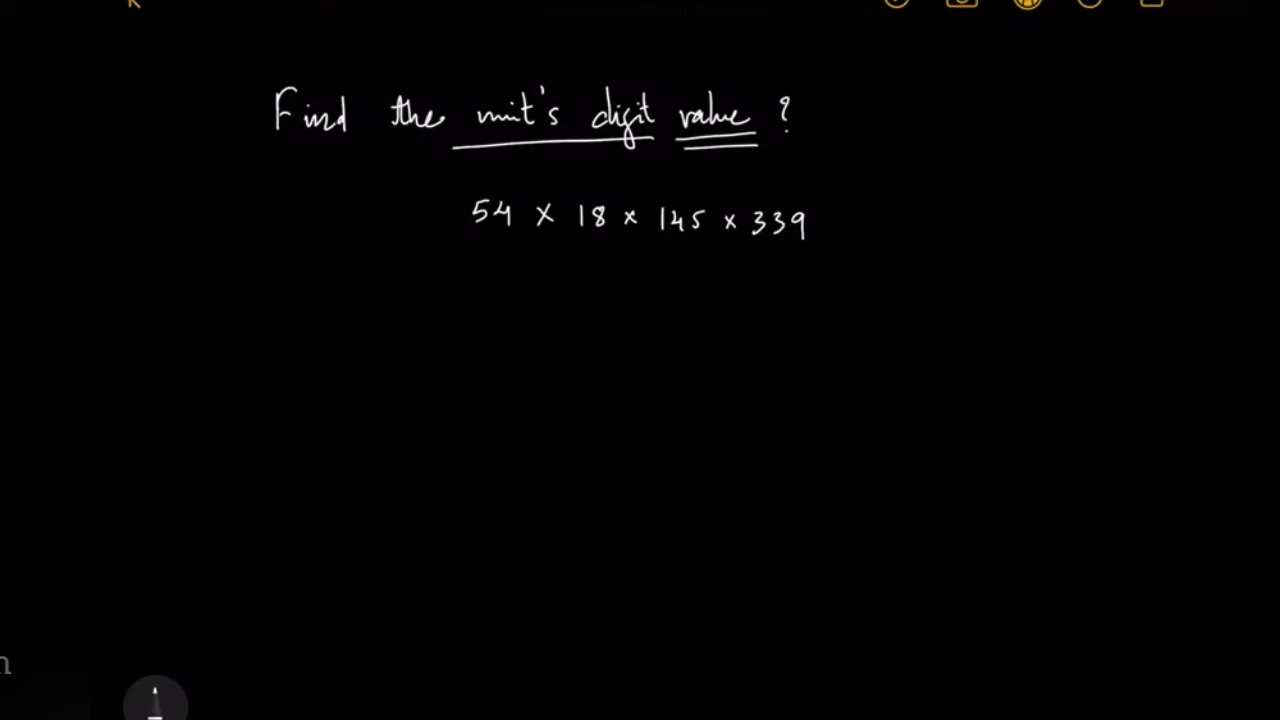 Find the unit's digit value ?
54 × 18 × 145 × 339
n